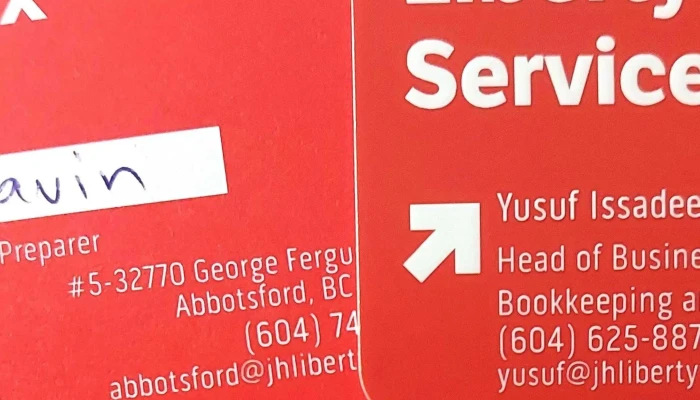 x
avin
Preparer
#5-32770 George Fergu
Abbotsford, BC
(604) 74
abbotsford@jhlibert
Liberty
Service
Yusuf Issadee
Head of Busine
Bookkeeping a
(604) 625-887
yusuf@jhliberty